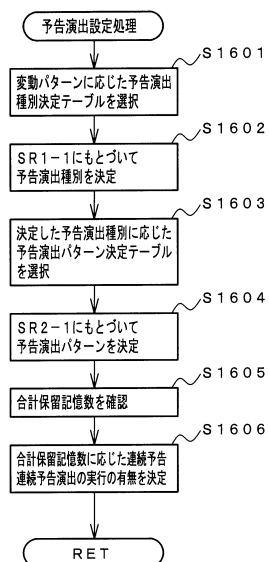 予告演出設定処理
S1601
変動パターンに応じた予告演出
種別決定テーブルを選択
S1602
SR1-1にもとづいて
予告演出種別を決定
S1603
決定した予告演出種別に応じた
予告演出パターン決定テーブル
を選択
S1604
SR2-1にもとづいて
予告演出パターンを決定
S1605
合計保留記憶数を確認
S1606
合計保留記憶数に応じた連続予告
連続予告演出の実行の有無を決定
RET